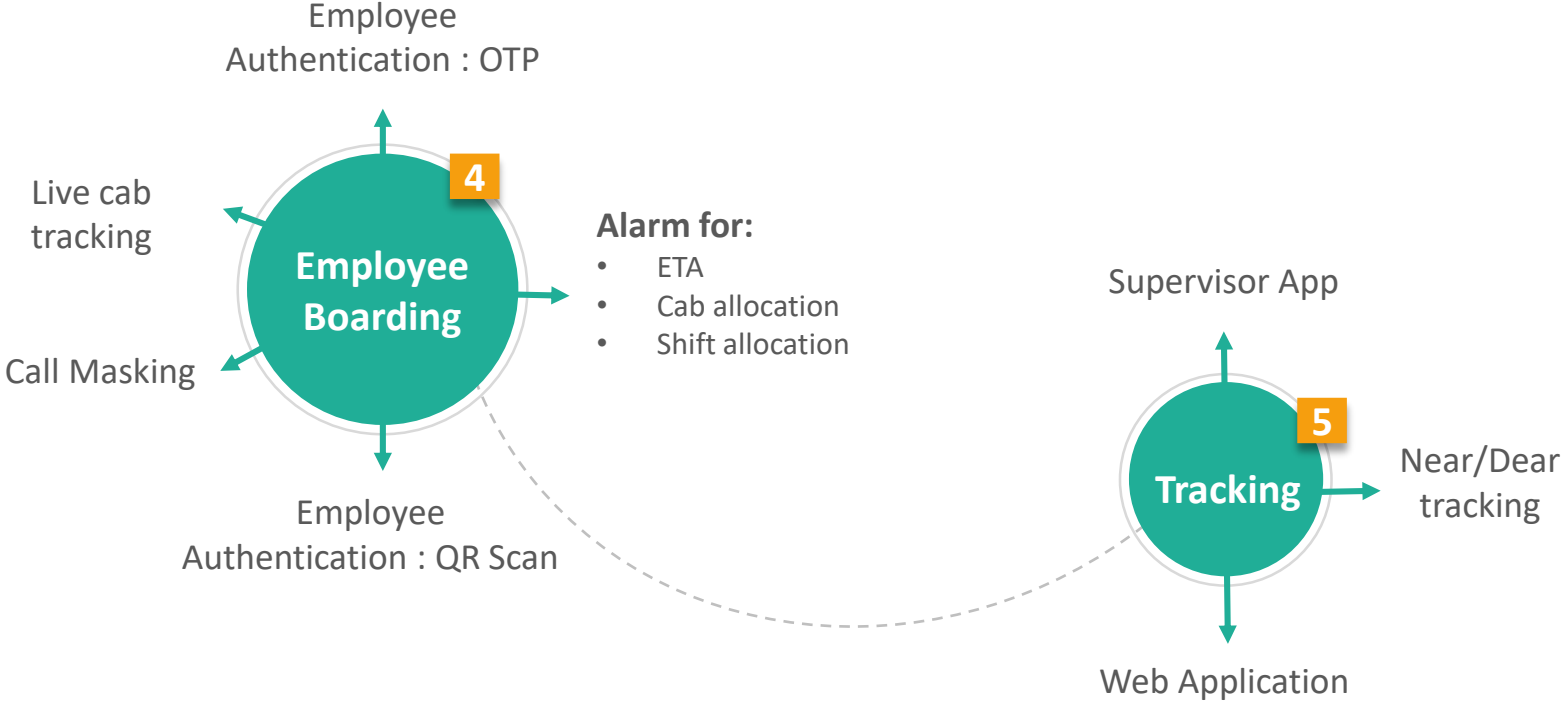 Employee
Authentication : OTP
4
Live cab
tracking
Employee
Boarding
Alarm for:
• ETA
• Cab allocation
• Shift allocation
Call Masking
Employee
Authentication : QR Scan
Supervisor App
5
Tracking
Near/Dear
tracking
Web Application